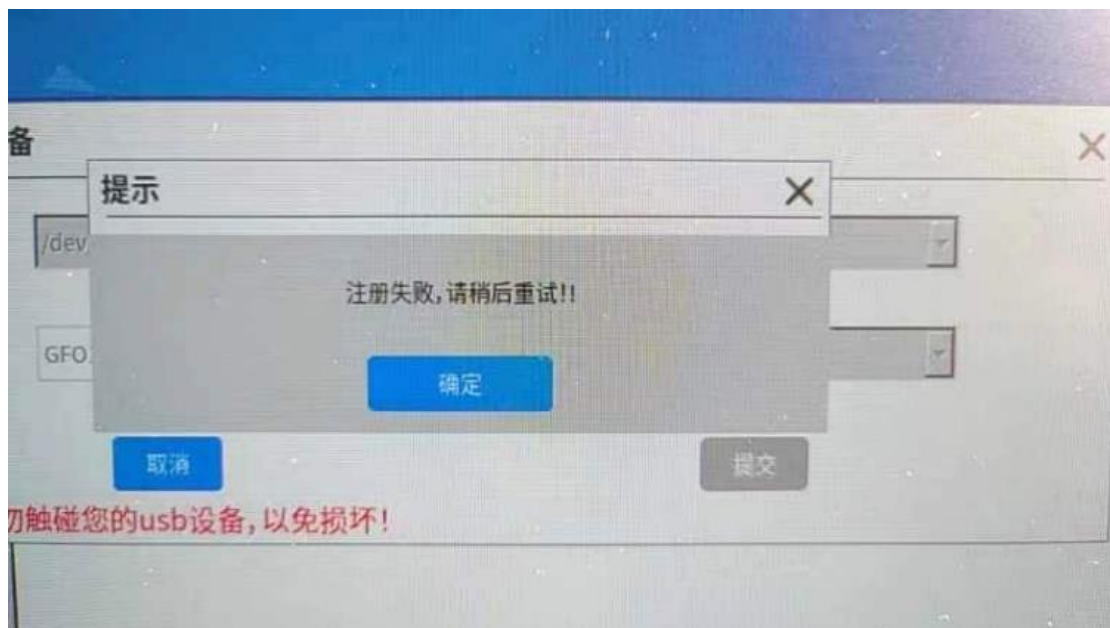 备
提示
/dev
注册失败,请稍后重试!!
GFO
确定
取消
提交
勿触碰您的usb设备,以免损坏!